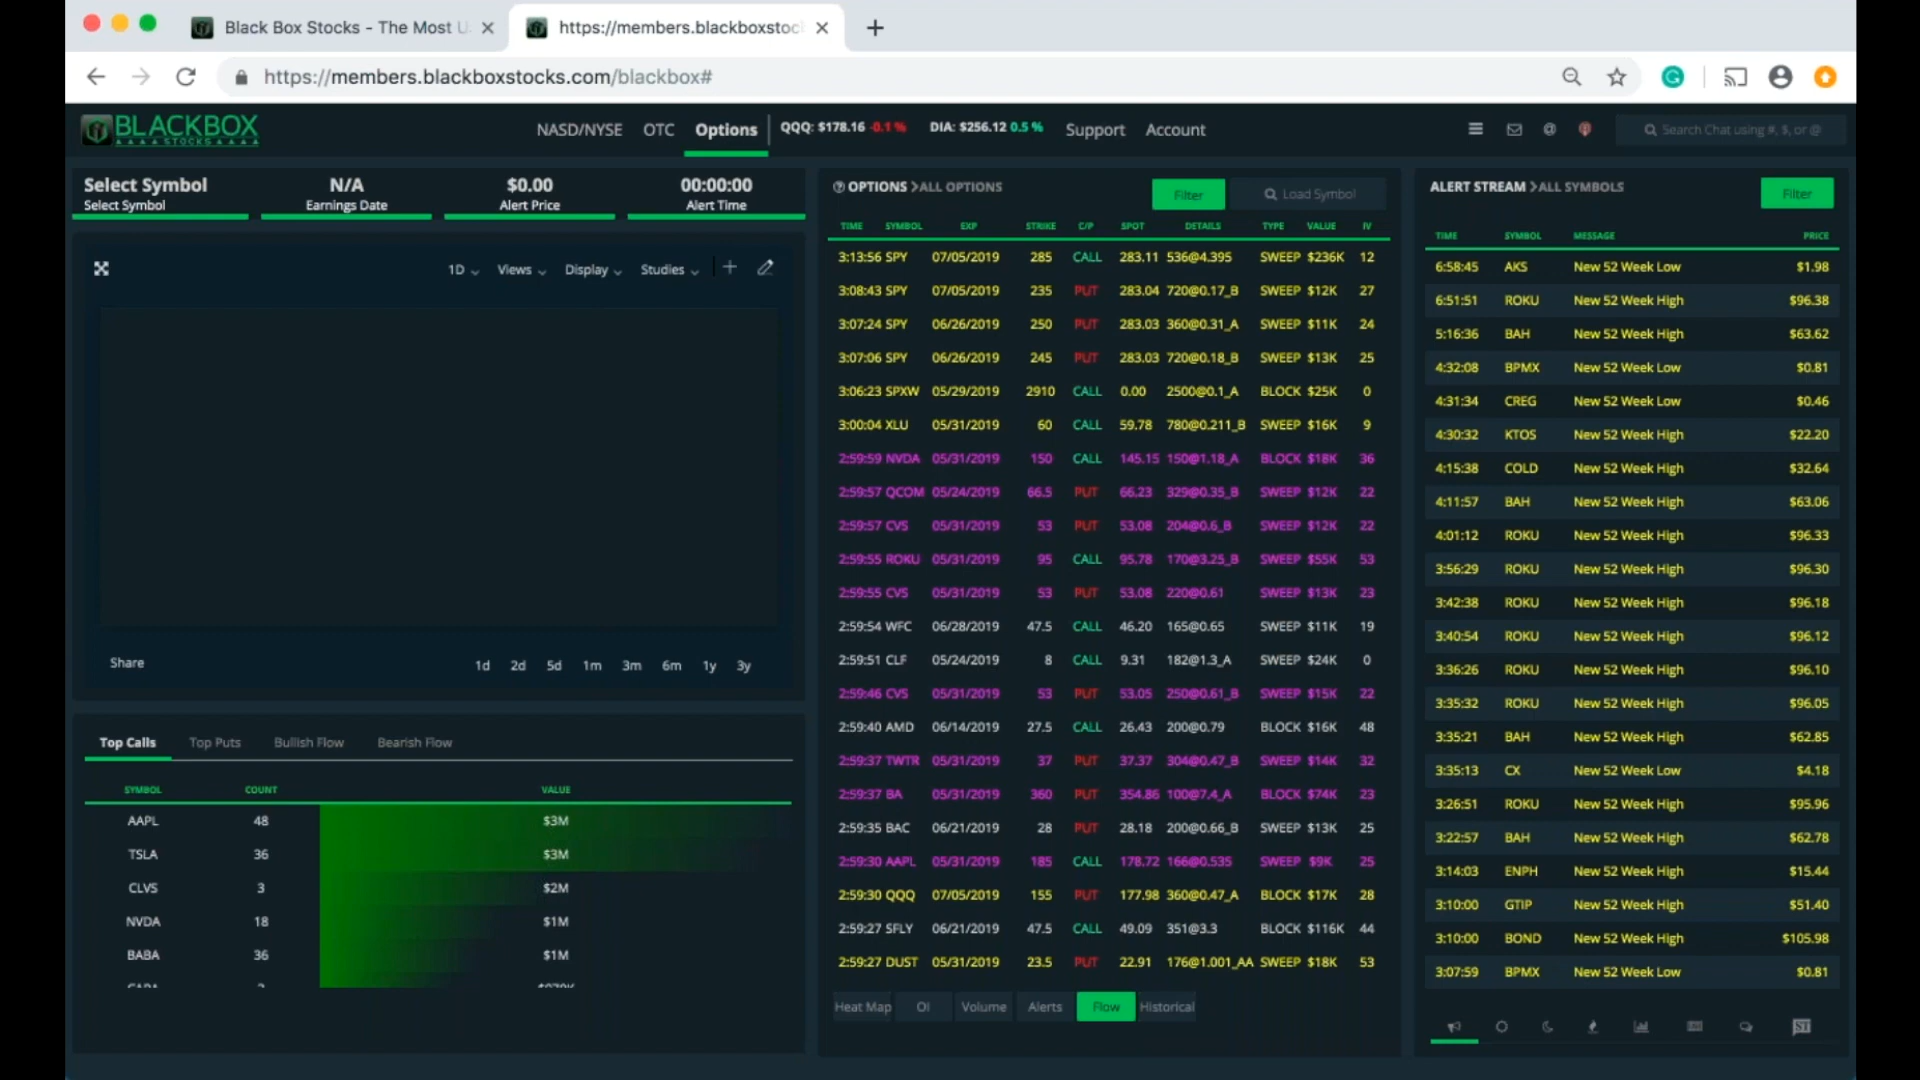 Black Box Stocks - The Most U
https://members.blackboxstoc
https://members.blackboxstocks.com/blackbox#
BLACKBOX
STOCKS
NASD/NYSE OTC Options QQQ: $178.16 -0.1 % DIA: $256.12 0.5 % Support Account
Search Chat using #, $, or @
Select Symbol N/A $0.00 00:00:00
Select Symbol Earnings Date Alert Price Alert Time
1D Views Display Studies
Share
1d 2d 5d 1m 3m 6m 1y 3y
Top Calls Top Puts Bullish Flow Bearish Flow
SYMBOL COUNT VALUE
AAPL 48 $3M
TSLA 36 $3M
CLVS 3 $2M
NVDA 18 $1M
BABA 36 $1M
OPTIONS >ALL OPTIONS
Filter Load Symbol
TIME SYMBOL EXP STRIKE C/P SPOT DETAILS TYPE VALUE IV
3:13:56 SPY 07/05/2019 285 CALL 283.11 536@4.395 SWEEP $236K 12
3:08:43 SPY 07/05/2019 235 PUT 283.04 720@0.17_B SWEEP $12K 27
3:07:24 SPY 06/26/2019 250 PUT 283.03 360@0.31_A SWEEP $11K 24
3:07:06 SPY 06/26/2019 245 PUT 283.03 720@0.18_B SWEEP $13K 25
3:06:23 SPXW 05/29/2019 2910 CALL 0.00 2500@0.1_A BLOCK $25K 0
3:00:04 XLU 05/31/2019 60 CALL 59.78 780@0.211_B SWEEP $16K 9
2:59:59 NVDA 05/31/2019 150 CALL 145.15 150@1.18_A BLOCK $18K 36
2:59:57 QCOM 05/24/2019 66.5 PUT 66.23 329@0.35_B SWEEP $12K 22
2:59:57 CVS 05/31/2019 53 PUT 53.08 204@0.6_B SWEEP $12K 22
2:59:55 ROKU 05/31/2019 95 CALL 95.78 170@3.25_B SWEEP $55K 53
2:59:55 CVS 05/31/2019 53 PUT 53.08 220@0.61 SWEEP $13K 23
2:59:54 WFC 06/28/2019 47.5 CALL 46.20 165@0.65 SWEEP $11K 19
2:59:51 CLF 05/24/2019 8 CALL 9.31 182@1.3_A SWEEP $24K 0
2:59:46 CVS 05/31/2019 53 PUT 53.05 250@0.61_B SWEEP $15K 22
2:59:40 AMD 06/14/2019 27.5 CALL 26.43 200@0.79 BLOCK $16K 48
2:59:37 TWTR 05/31/2019 37 PUT 37.37 304@0.47_B SWEEP $14K 32
2:59:37 BA 05/31/2019 360 PUT 354.86 100@7.4_A BLOCK $74K 23
2:59:35 BAC 06/21/2019 28 PUT 28.18 200@0.66_B SWEEP $13K 25
2:59:30 AAPL 05/31/2019 185 CALL 178.72 166@0.535 SWEEP $9K 25
2:59:30 QQQ 07/05/2019 155 PUT 177.98 360@0.47_A BLOCK $17K 28
2:59:27 SFLY 06/21/2019 47.5 CALL 49.09 351@3.3 BLOCK $116K 44
2:59:27 DUST 05/31/2019 23.5 PUT 22.91 176@1.001_AA SWEEP $18K 53
Heat Map OI Volume Alerts Flow Historical
ALERT STREAM >ALL SYMBOLS
Filter
TIME SYMBOL MESSAGE PRICE
6:58:45 AKS New 52 Week Low $1.98
6:51:51 ROKU New 52 Week High $96.38
5:16:36 BAH New 52 Week High $63.62
4:32:08 BPMX New 52 Week Low $0.81
4:31:34 CREG New 52 Week Low $0.46
4:30:32 KTOS New 52 Week High $22.20
4:15:38 COLD New 52 Week High $32.64
4:11:57 BAH New 52 Week High $63.06
4:01:12 ROKU New 52 Week High $96.33
3:56:29 ROKU New 52 Week High $96.30
3:42:38 ROKU New 52 Week High $96.18
3:40:54 ROKU New 52 Week High $96.12
3:36:26 ROKU New 52 Week High $96.10
3:35:32 ROKU New 52 Week High $96.05
3:35:21 BAH New 52 Week High $62.85
3:35:13 CX New 52 Week Low $4.18
3:26:51 ROKU New 52 Week High $95.96
3:22:57 BAH New 52 Week High $62.78
3:14:03 ENPH New 52 Week High $15.44
3:10:00 GTIP New 52 Week High $51.40
3:10:00 BOND New 52 Week High $105.98
3:07:59 BPMX New 52 Week Low $0.81